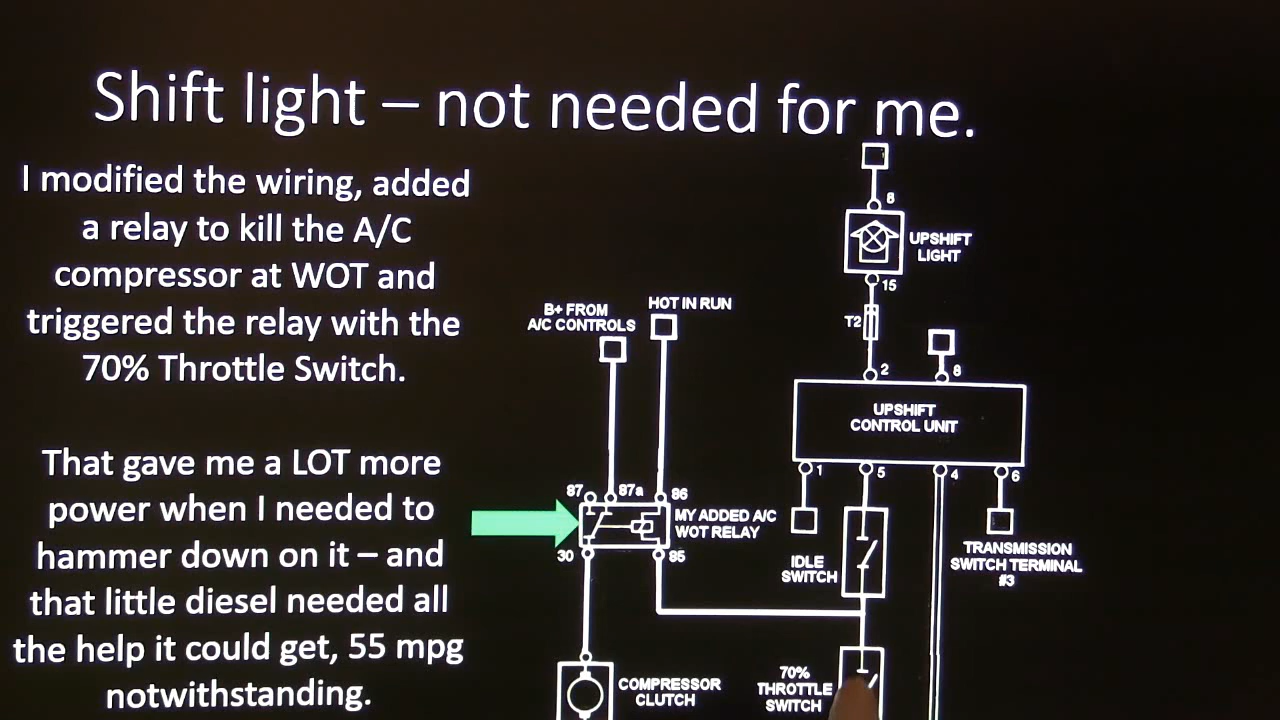 Shift light – not needed for me.
I modified the wiring, added
a relay to kill the A/C
compressor at WOT and
triggered the relay with the
70% Throttle Switch.
That gave me a LOT more
power when I needed to
hammer down on it – and
that little diesel needed all
the help it could get, 55 mpg
notwithstanding.
8
UPSHIFT
LIGHT
15
T2
2
8
B+ FROM
A/C CONTROLS
HOT IN RUN
UPSHIFT
CONTROL UNIT
1
5
4
6
87
87a
86
MY ADDED A/C
WOT RELAY
30
85
IDLE
SWITCH
TRANSMISSION
SWITCH TERMINAL
#3
COMPRESSOR
CLUTCH
70%
THROTTLE
SWITCH